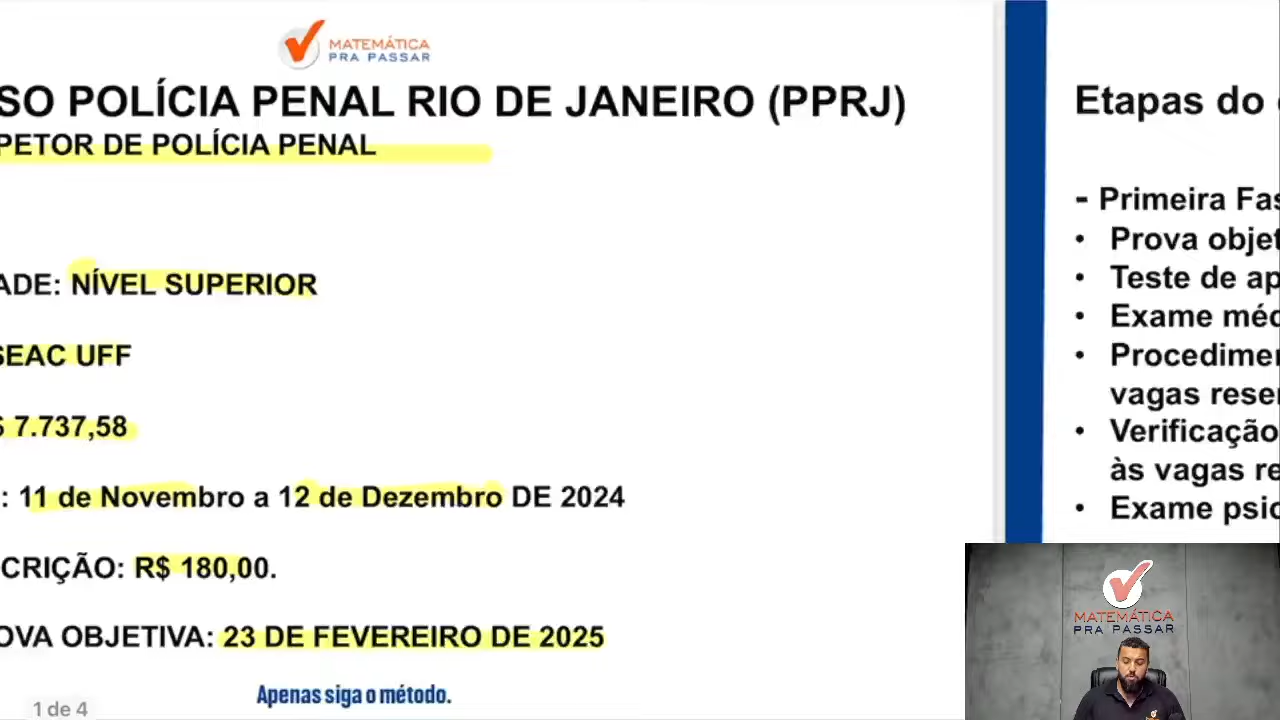 MATEMÁTICA
PRA PASSAR
SO POLÍCIA PENAL RIO DE JANEIRO (PPRJ)
PETOR DE POLÍCIA PENAL
ADE: NÍVEL SUPERIOR
SEAC UFF
$ 7.737,58
: 11 de Novembro a 12 de Dezembro DE 2024
CRIÇÃO: R$ 180,00.
OVA OBJETIVA: 23 DE FEVEREIRO DE 2025
Apenas siga o método.
1 de 4
Etapas do
- Primeira Fas
• Prova objet
• Teste de ap
• Exame méd
• Procedimen
vagas reser
• Verificação
às vagas re
• Exame psic
MATEMÁTICA
PRA PASSAR